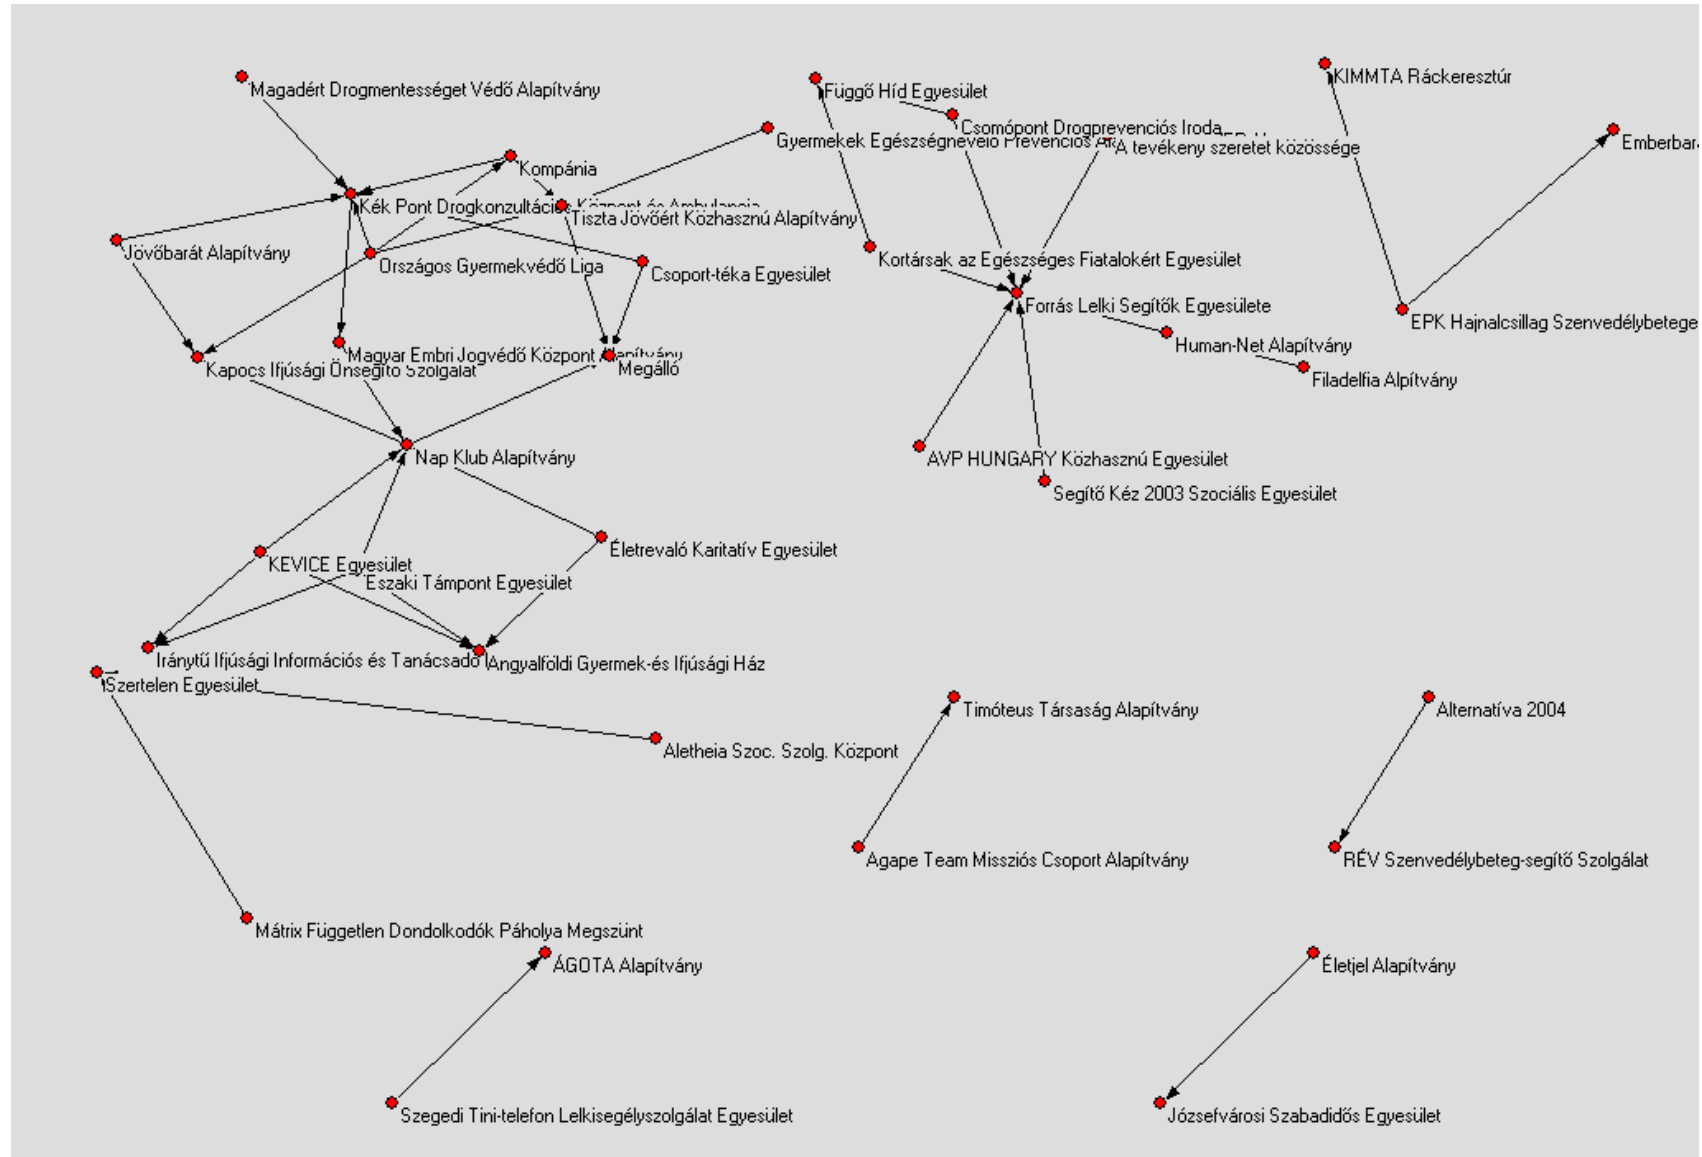 KIMMTA Ráckeresztúr
Magadért Drogmentességet Védő Alapítvány
Függő Híd Egyesület
Csomópont Drogprevenciós Iroda
Gyermekek Egészségnevelő Prevenciós
A tevékeny szeretet közössége
Emberbará
Kompánia
Kék Pont Drogkonzultációs Központ és Ambulancia
Tiszta Jövőért Közhasznú Alapítvány
Jövőbarát Alapítvány
Országos Gyermekvédő Liga
Csoport-téka Egyesület
Kortársak az Egészséges Fiatalokért Egyesület
Forrás Lelki Segítők Egyesülete
EPK Hajnalcsillag Szenvedélybetege
Human-Net Alapítvány
Magyar Embri Jogvédő Központ Alapítvány
Kapocs Ifjúsági Önsegítő Szolgálat
Megálló
Filadelfia Alpítvány
Nap Klub Alapítvány
AVP HUNGARY Közhasznú Egyesület
Segítő Kéz 2003 Szociális Egyesület
Életrevaló Karitatív Egyesület
KEVICE Egyesület
Eszaki Támpont Egyesület
Iránytű Ifjúsági Információs és Tanácsadó
Angyalföldi Gyermek-és Ifjúsági Ház
Szertelen Egyesület
Timóteus Társaság Alapítvány
Alternatíva 2004
Aletheia Szoc. Szolg. Központ
Agape Team Missziós Csoport Alapítvány
RÉV Szenvedélybeteg-segítő Szolgálat
Mátrix Független Dondolkodók Páholya Megszünt
ÁGOTA Alapítvány
Életjel Alapítvány
Szegedi Tini-telefon Lelkisegélyszolgálat Egyesület
Józsefvárosi Szabadidős Egyesület